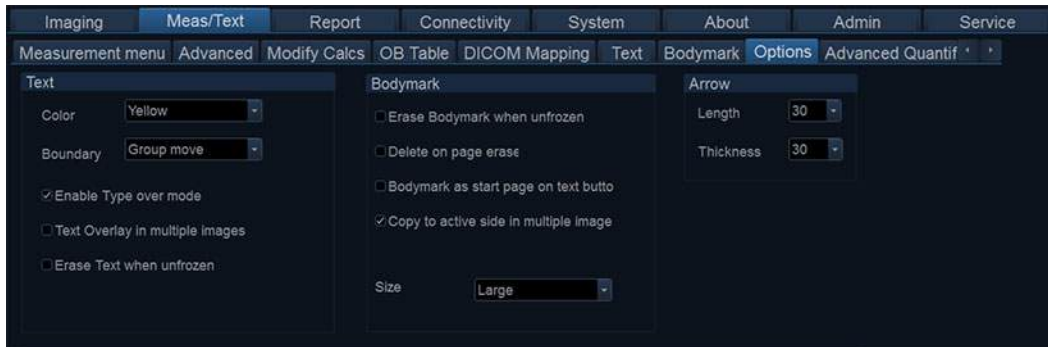 Imaging Meas/Text Report Connectivity System About Admin Service
Measurement menu Advanced Modify Calcs OB Table DICOM Mapping Text Bodymark Options Advanced Quantif
Text
Color Yellow
Boundary Group move
Enable Type over mode
Text Overlay in multiple images
Erase Text when unfrozen
Bodymark
Erase Bodymark when unfrozen
Delete on page erase
Bodymark as start page on text butto
Copy to active side in multiple image
Size Large
Arrow
Length 30
Thickness 30